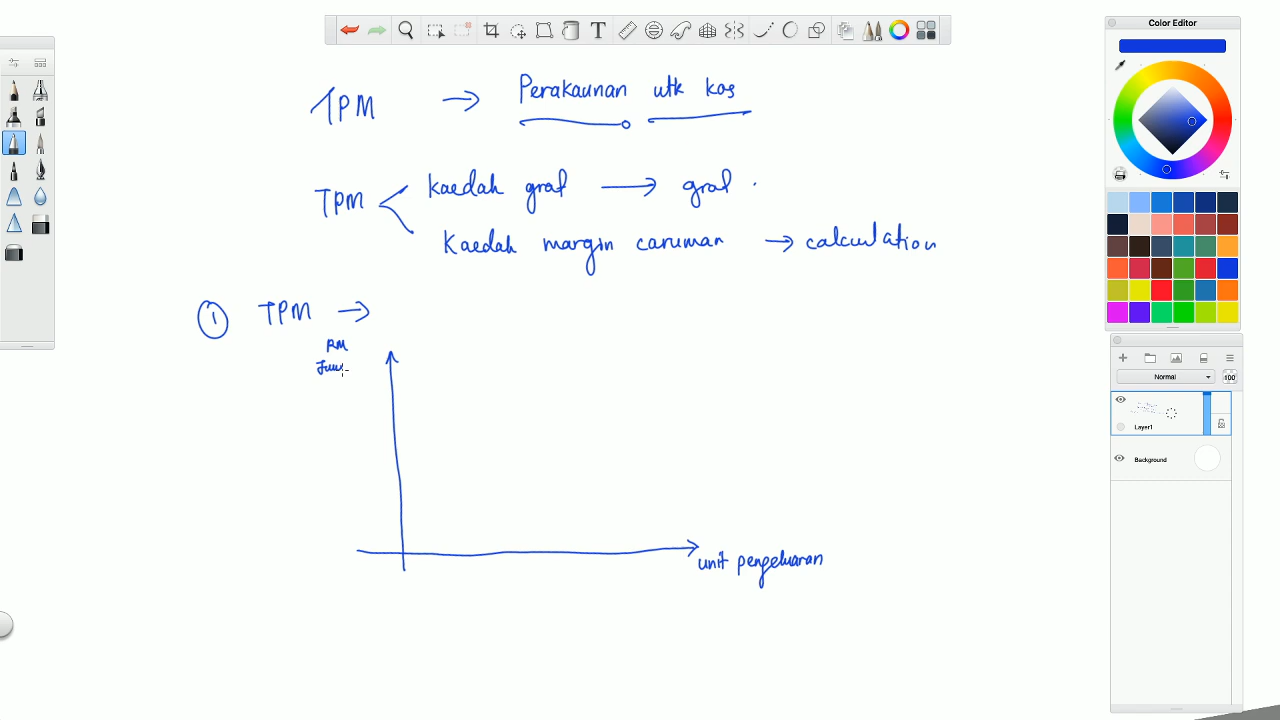 Color Editor
TPM → Perakaunan utk kos
TPM < kaedah graf → graf .
Kaedah margin caruman → calculation
① TPM →
RM
unit pengeluaran
Normal
100
Layer1
Background